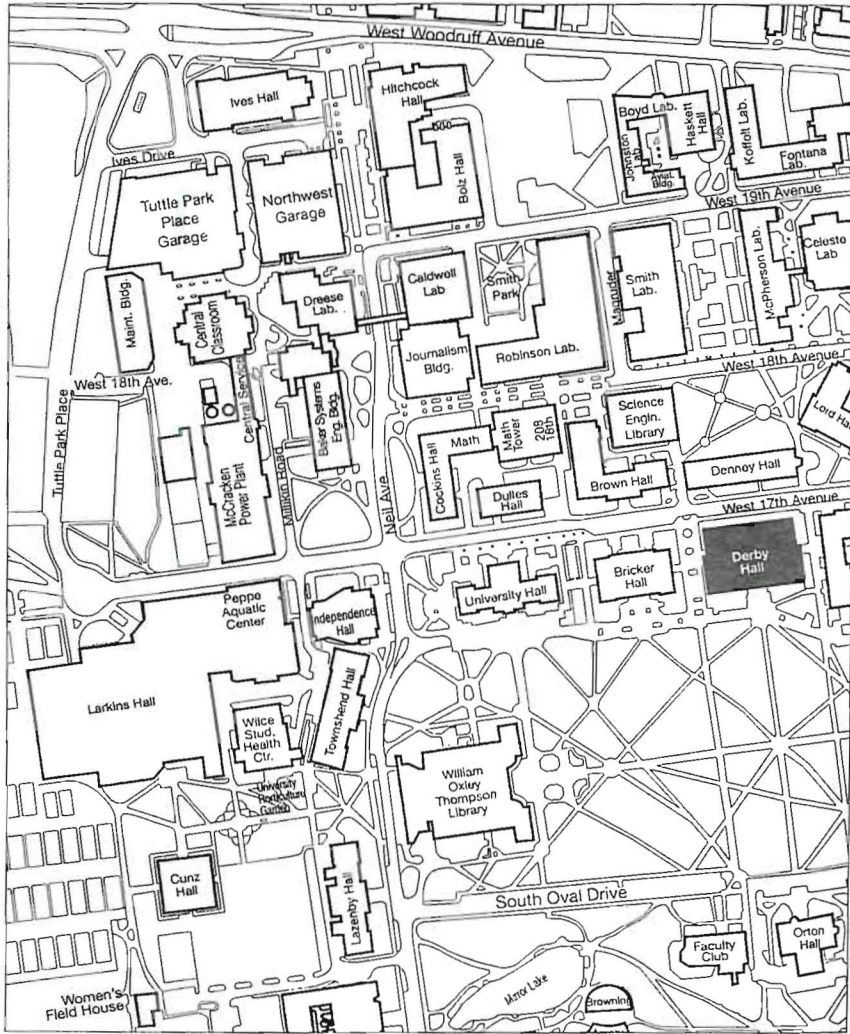 West Woodruff Avenue
Ives Hall
Hitchcock
Hall
Boyd Lab.
Haskett
Hall
Johnston
Lab
Aviat.
Bldg.
Koffolt Lab.
Fontana
Lab.
Ives Drive
Tuttle Park
Place
Garage
Northwest
Garage
Bolz Hall
West 19th Avenue
Maint. Bldg.
Central
Classroom
Dreese
Lab.
Caldwell
Lab
Smith
Park
Magruder
Smith
Lab.
McPherson Lab.
Celeste
Lab
Journalism
Bldg.
Robinson Lab.
West 18th Avenue
West 18th Ave.
Central Service
Baker Systems
Eng. Bldg.
Tuttle Park Place
McCracken
Power Plant
Millikin Road
Neil Ave.
Cockins Hall
Math
Math
Tower
209
18th
Science
Engin.
Library
Lord Hall
Dulles
Hall
Brown Hall
Denney Hall
West 17th Avenue
Derby
Hall
Bricker
Hall
University Hall
Peppe
Aquatic
Center
Independence
Hall
Larkins Hall
Townshend Hall
Wilce
Stud.
Health
Ctr.
University
Horticulture
Garden
William
Oxley
Thompson
Library
Cunz
Hall
Lazenby Hall
South Oval Drive
Faculty
Club
Orton
Hall
Mirror Lake
Browning
Women's
Field House